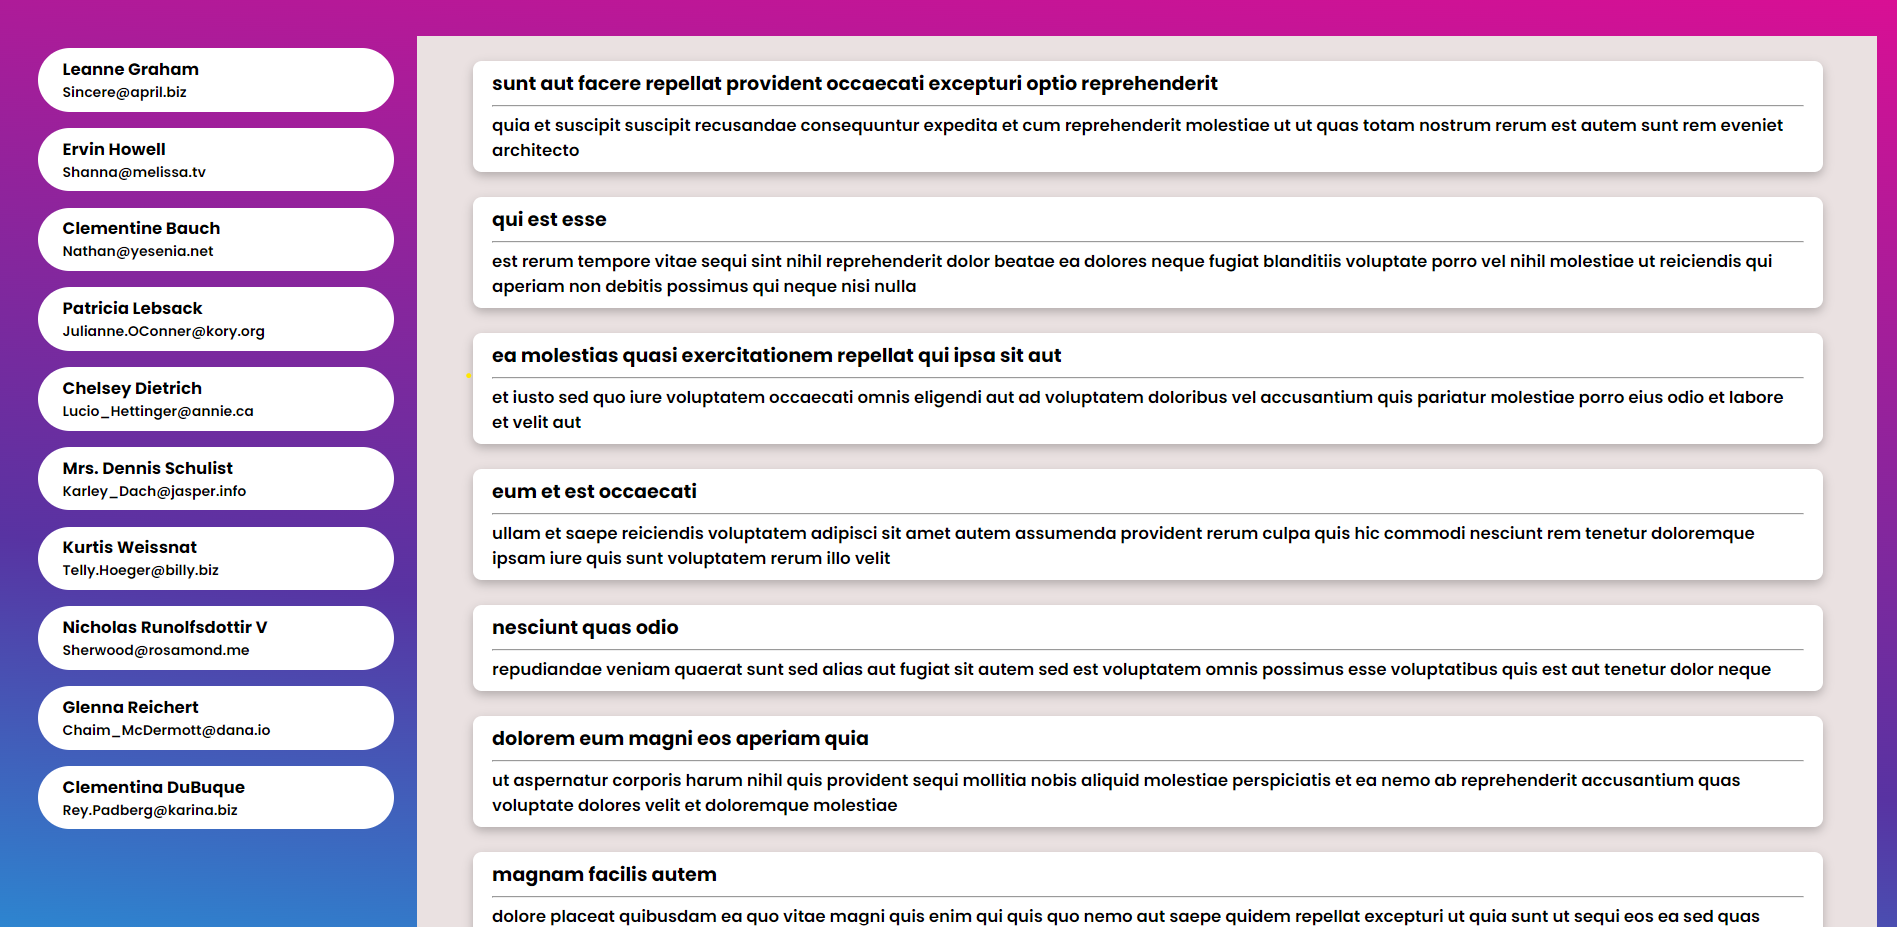 Leanne Graham
Sincere@april.biz
Ervin Howell
Shanna@melissa.tv
Clementine Bauch
Nathan@yesenia.net
Patricia Lebsack
Julianne.OConner@kory.org
Chelsey Dietrich
Lucio_Hettinger@annie.ca
Mrs. Dennis Schulist
Karley_Dach@jasper.info
Kurtis Weissnat
Telly.Hoeger@billy.biz
Nicholas Runolfsdottir V
Sherwood@rosamond.me
Glenna Reichert
Chaim_McDermott@dana.io
Clementina DuBuque
Rey.Padberg@karina.biz
sunt aut facere repellat provident occaecati excepturi optio reprehenderit
quia et suscipit suscipit recusandae consequuntur expedita et cum reprehenderit molestiae ut ut quas totam nostrum rerum est autem sunt rem eveniet
architecto
qui est esse
est rerum tempore vitae sequi sint nihil reprehenderit dolor beatae ea dolores neque fugiat blanditiis voluptate porro vel nihil molestiae ut reiciendis qui
aperiam non debitis possimus qui neque nisi nulla
ea molestias quasi exercitationem repellat qui ipsa sit aut
et iusto sed quo iure voluptatem occaecati omnis eligendi aut ad voluptatem doloribus vel accusantium quis pariatur molestiae porro eius odio et labore
et velit aut
eum et est occaecati
ullam et saepe reiciendis voluptatem adipisci sit amet autem assumenda provident rerum culpa quis hic commodi nesciunt rem tenetur doloremque
ipsam iure quis sunt voluptatem rerum illo velit
nesciunt quas odio
repudiandae veniam quaerat sunt sed alias aut fugiat sit autem sed est voluptatem omnis possimus esse voluptatibus quis est aut tenetur dolor neque
dolorem eum magni eos aperiam quia
ut aspernatur corporis harum nihil quis provident sequi mollitia nobis aliquid molestiae perspiciatis et ea nemo ab reprehenderit accusantium quas
voluptate dolores velit et doloremque molestiae
magnam facilis autem
dolore placeat quibusdam ea quo vitae magni quis enim qui quis quo nemo aut saepe quidem repellat excepturi ut quia sunt ut sequi eos ea sed quas